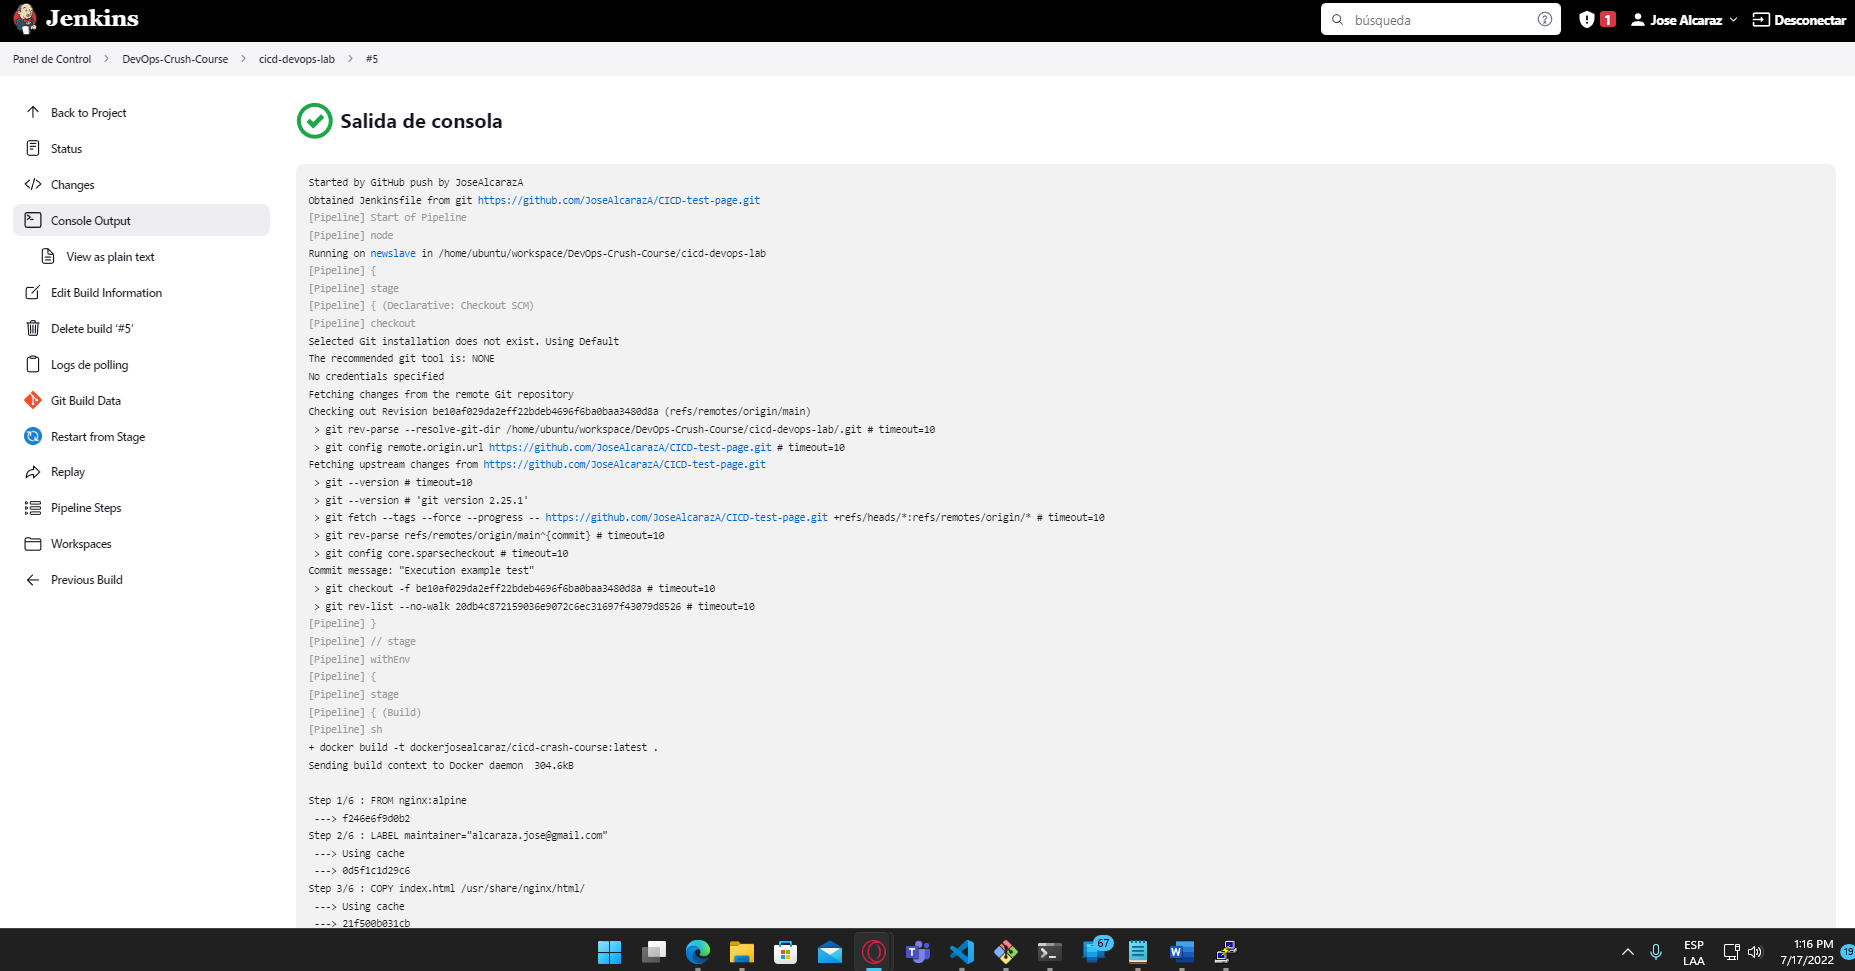 Jenkins
búsqueda
1
Jose Alcaraz
Desconectar
Panel de Control > DevOps-Crush-Course > cicd-devops-lab > #5
Back to Project
Status
Changes
Console Output
View as plain text
Edit Build Information
Delete build ‘#5’
Logs de polling
Git Build Data
Restart from Stage
Replay
Pipeline Steps
Workspaces
Previous Build
Salida de consola
Started by GitHub push by JoseAlcarazA
Obtained Jenkinsfile from git https://github.com/JoseAlcarazA/CICD-test-page.git
[Pipeline] Start of Pipeline
[Pipeline] node
Running on newslave in /home/ubuntu/workspace/DevOps-Crush-Course/cicd-devops-lab
[Pipeline] {
[Pipeline] stage
[Pipeline] { (Declarative: Checkout SCM)
[Pipeline] checkout
Selected Git installation does not exist. Using Default
The recommended git tool is: NONE
No credentials specified
Fetching changes from the remote Git repository
Checking out Revision be10af029da2eff22bdeb4696f6ba0baa3480d8a (refs/remotes/origin/main)
> git rev-parse --resolve-git-dir /home/ubuntu/workspace/DevOps-Crush-Course/cicd-devops-lab/.git # timeout=10
> git config remote.origin.url https://github.com/JoseAlcarazA/CICD-test-page.git # timeout=10
Fetching upstream changes from https://github.com/JoseAlcarazA/CICD-test-page.git
> git --version # timeout=10
> git --version # 'git version 2.25.1'
> git fetch --tags --force --progress -- https://github.com/JoseAlcarazA/CICD-test-page.git +refs/heads/*:refs/remotes/origin/* # timeout=10
> git rev-parse refs/remotes/origin/main^{commit} # timeout=10
> git config core.sparsecheckout # timeout=10
Commit message: "Execution example test"
> git checkout -f be10af029da2eff22bdeb4696f6ba0baa3480d8a # timeout=10
> git rev-list --no-walk 20db4c872159036e9072c6ec31697f43079d8526 # timeout=10
[Pipeline] }
[Pipeline] // stage
[Pipeline] withEnv
[Pipeline] {
[Pipeline] stage
[Pipeline] { (Build)
[Pipeline] sh
+ docker build -t dockerjosealcaraz/cicd-crash-course:latest .
Sending build context to Docker daemon  304.6kB
Step 1/6 : FROM nginx:alpine
---> f246e6f9d0b2
Step 2/6 : LABEL maintainer="alcaraza.jose@gmail.com"
---> Using cache
---> 0d5f1c1d29c6
Step 3/6 : COPY index.html /usr/share/nginx/html/
---> Using cache
---> 21f500b031cb
67
ESP
LAA
1:16 PM
7/17/2022
19